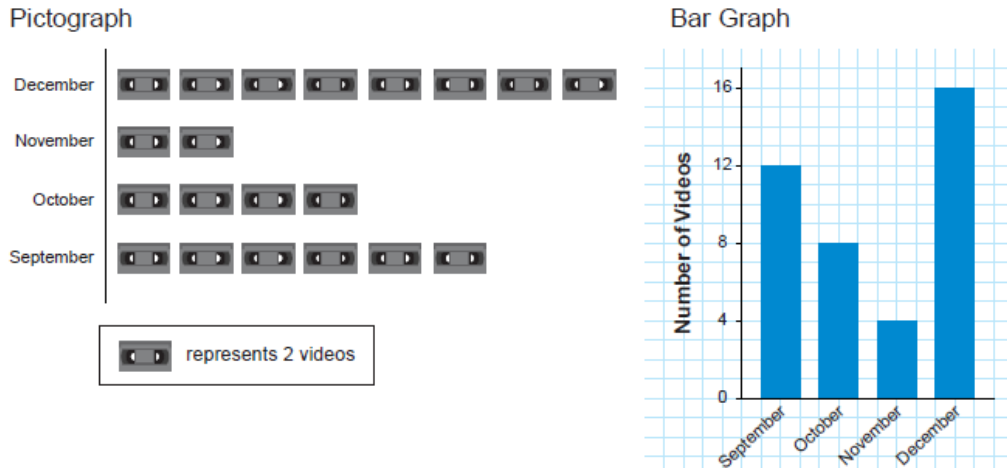 Pictograph
December
November
October
September
represents 2 videos
Bar Graph
Number of Videos
16
12
8
4
0
September
October
November
December